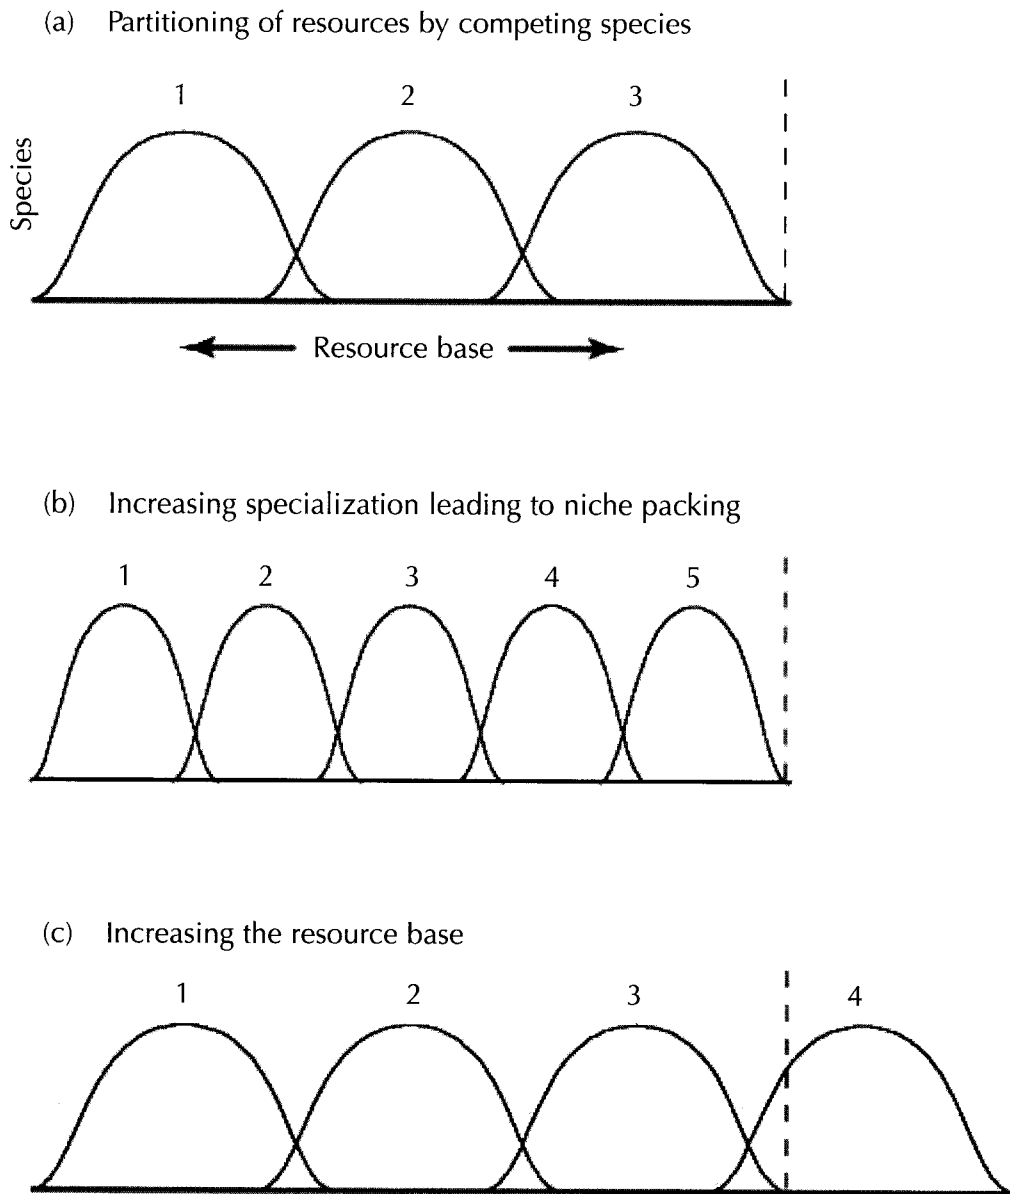 (a) Partitioning of resources by competing species
1 2 3
Species
Resource base
(b) Increasing specialization leading to niche packing
1 2 3 4 5
(c) Increasing the resource base
1 2 3 4